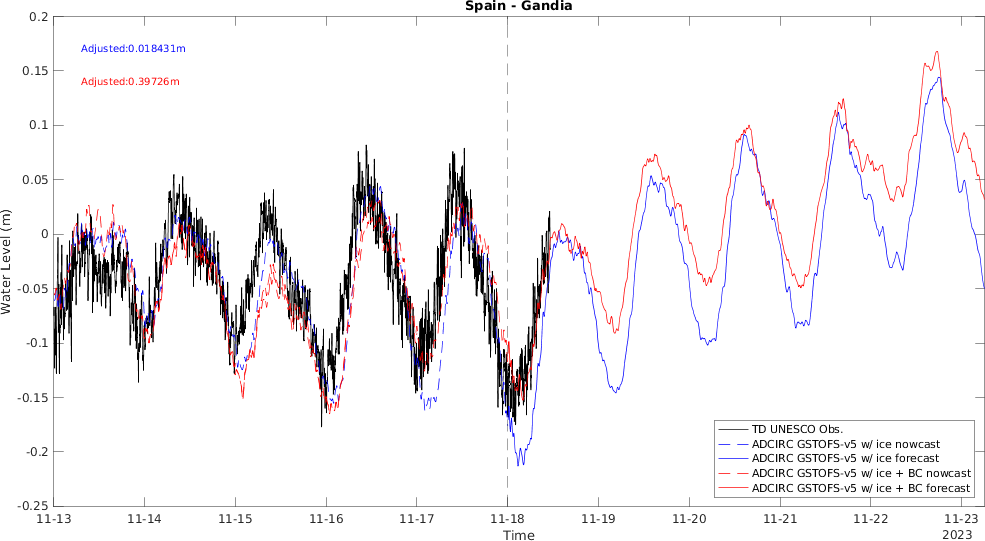 Spain - Gandia
0.2
0.15
0.1
0.05
0
-0.05
-0.1
-0.15
-0.2
-0.25
Water Level (m)
Adjusted:0.018431m
Adjusted:0.39726m
TD UNESCO Obs.
ADCIRC GSTOFS-v5 w/ ice nowcast
ADCIRC GSTOFS-v5 w/ ice forecast
ADCIRC GSTOFS-v5 w/ ice + BC nowcast
ADCIRC GSTOFS-v5 w/ ice + BC forecast
11-13 11-14 11-15 11-16 11-17 11-18 11-19 11-20 11-21 11-22 11-23
2023
Time